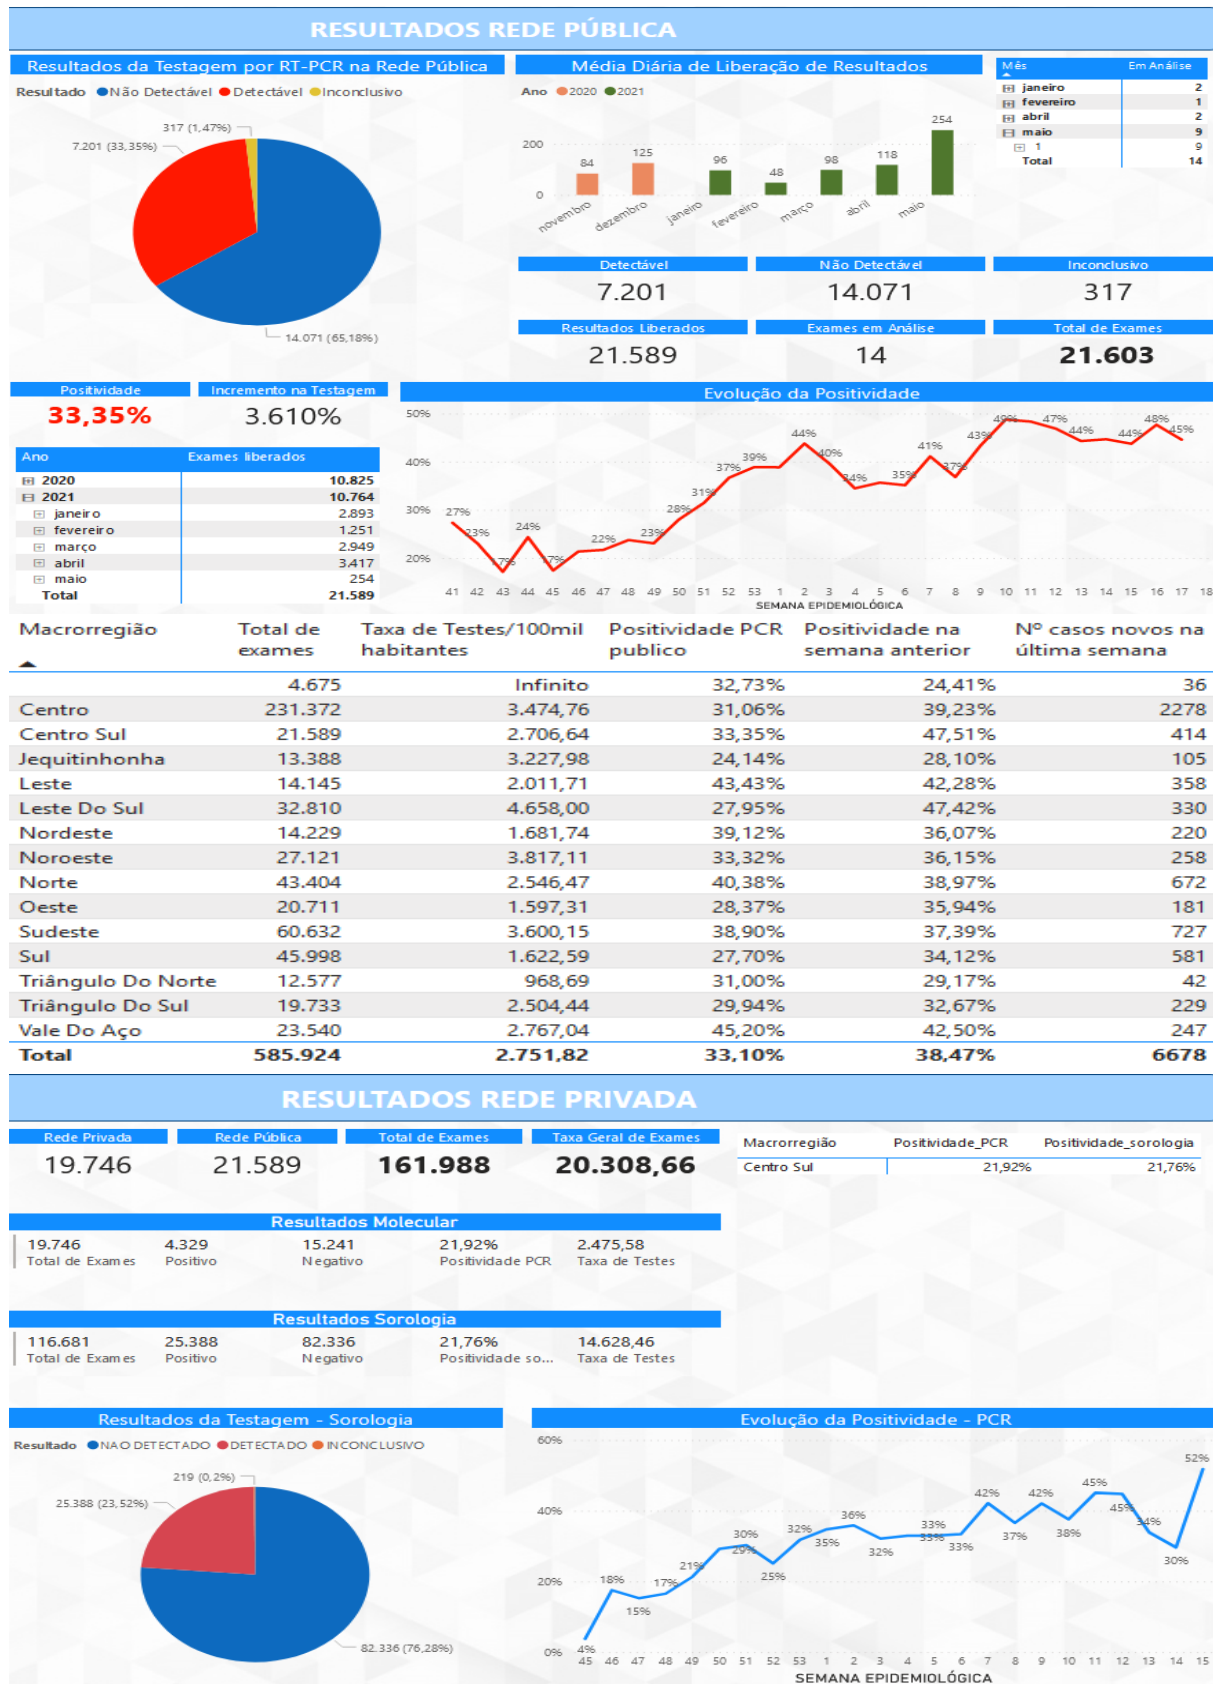 RESULTADOS REDE PÚBLICA
Resultados da Testagem por RT-PCR na Rede Pública
Resultado Não Detectável Detectável Inconclusivo
317 (1,47%)
7.201 (33,35%)
14.071 (65,18%)
Média Diária de Liberação de Resultados
Ano 2020 2021
200
0
84
125
96
48
98
118
254
novembro
dezembro
janeiro
fevereiro
março
abril
maio
Mês Em Análise
janeiro 2
fevereiro 1
abril 2
maio 9
1 9
Total 14
Detectável Não Detectável Inconclusivo
7.201 14.071 317
Resultados Liberados Exames em Análise Total de Exames
21.589 14 21.603
Positividade Incremento na Testagem
33,35% 3.610%
Ano Exames liberados
2020 10.825
2021 10.764
janeiro 2.893
fevereiro 1.251
março 2.949
abril 3.417
maio 254
Total 21.589
Evolução da Positividade
50%
40%
30%
20%
27% 23% 17% 24% 17% 22% 23% 28% 31% 37% 39% 44% 40% 34% 35% 41% 37% 43% 49% 47% 44% 44% 48% 45%
41 42 43 44 45 46 47 48 49 50 51 52 53 1 2 3 4 5 6 7 8 9 10 11 12 13 14 15 16 17 18
SEMANA EPIDEMIOLÓGICA
Macrorregião Total de exames Taxa de Testes/100mil habitantes Positividade PCR publico Positividade na semana anterior Nº casos novos na última semana
4.675 Infinito 32,73% 24,41% 36
Centro 231.372 3.474,76 31,06% 39,23% 2278
Centro Sul 21.589 2.706,64 33,35% 47,51% 414
Jequitinhonha 13.388 3.227,98 24,14% 28,10% 105
Leste 14.145 2.011,71 43,43% 42,28% 358
Leste Do Sul 32.810 4.658,00 27,95% 47,42% 330
Nordeste 14.229 1.681,74 39,12% 36,07% 220
Noroeste 27.121 3.817,11 33,32% 36,15% 258
Norte 43.404 2.546,47 40,38% 38,97% 672
Oeste 20.711 1.597,31 28,37% 35,94% 181
Sudeste 60.632 3.600,15 38,90% 37,39% 727
Sul 45.998 1.622,59 27,70% 34,12% 581
Triângulo Do Norte 12.577 968,69 31,00% 29,17% 42
Triângulo Do Sul 19.733 2.504,44 29,94% 32,67% 229
Vale Do Aço 23.540 2.767,04 45,20% 42,50% 247
Total 585.924 2.751,82 33,10% 38,47% 6678
RESULTADOS REDE PRIVADA
Rede Privada Rede Pública Total de Exames Taxa Geral de Exames
19.746 21.589 161.988 20.308,66
Macrorregião Positividade_PCR Positividade_sorologia
Centro Sul 21,92% 21,76%
Resultados Molecular
19.746 4.329 15.241 21,92% 2.475,58
Total de Exames Positivo Negativo Positividade PCR Taxa de Testes
Resultados Sorologia
116.681 25.388 82.336 21,76% 14.628,46
Total de Exames Positivo Negativo Positividade so... Taxa de Testes
Resultados da Testagem - Sorologia
Resultado NAO DETECTADO DETECTADO INCONCLUSIVO
219 (0,2%)
25.388 (23,52%)
82.336 (76,28%)
Evolução da Positividade - PCR
60%
40%
20%
0%
4% 18% 15% 17% 21% 29% 30% 25% 32% 35% 36% 32% 33% 33% 33% 42% 37% 42% 38% 45% 45% 34% 30% 52%
45 46 47 48 49 50 51 52 53 1 2 3 4 5 6 7 8 9 10 11 12 13 14 15
SEMANA EPIDEMIOLÓGICA